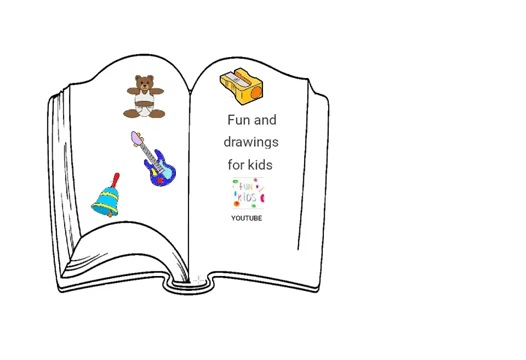 Fun and
drawings
for kids
FUN
KIDS
YOUTUBE